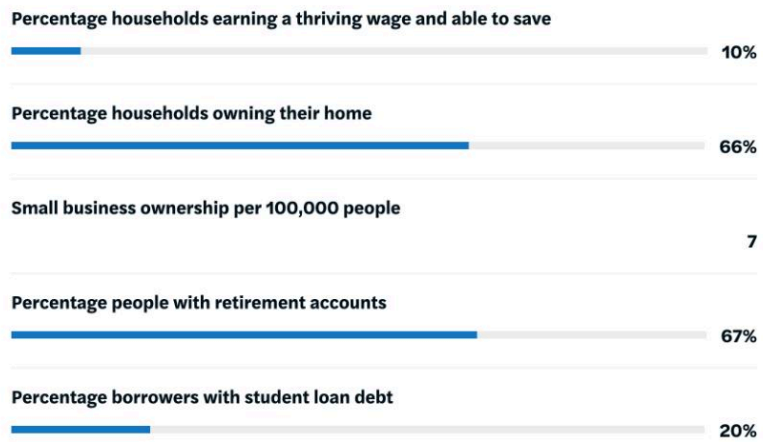 Percentage households earning a thriving wage and able to save
10%
Percentage households owning their home
66%
Small business ownership per 100,000 people
7
Percentage people with retirement accounts
67%
Percentage borrowers with student loan debt
20%